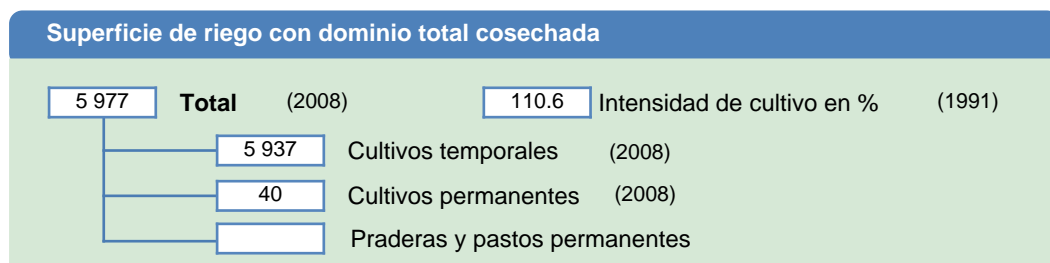 Superficie de riego con dominio total cosechada
5 977 Total (2008) 110.6 Intensidad de cultivo en % (1991)
5 937 Cultivos temporales (2008)
40 Cultivos permanentes (2008)
Praderas y pastos permanentes